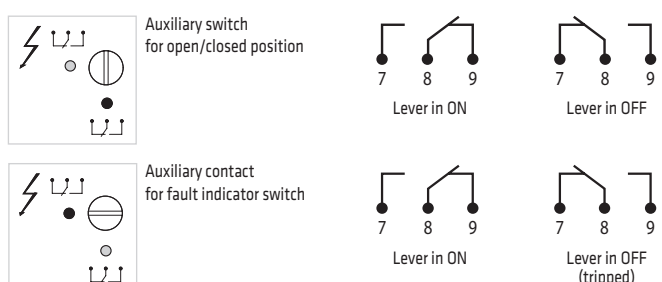 Auxiliary switch
for open/closed position
7 8 9
7 8 9
Lever in ON
Lever in OFF
Auxiliary contact
for fault indicator switch
7 8 9
7 8 9
Lever in ON
Lever in OFF
(tripped)